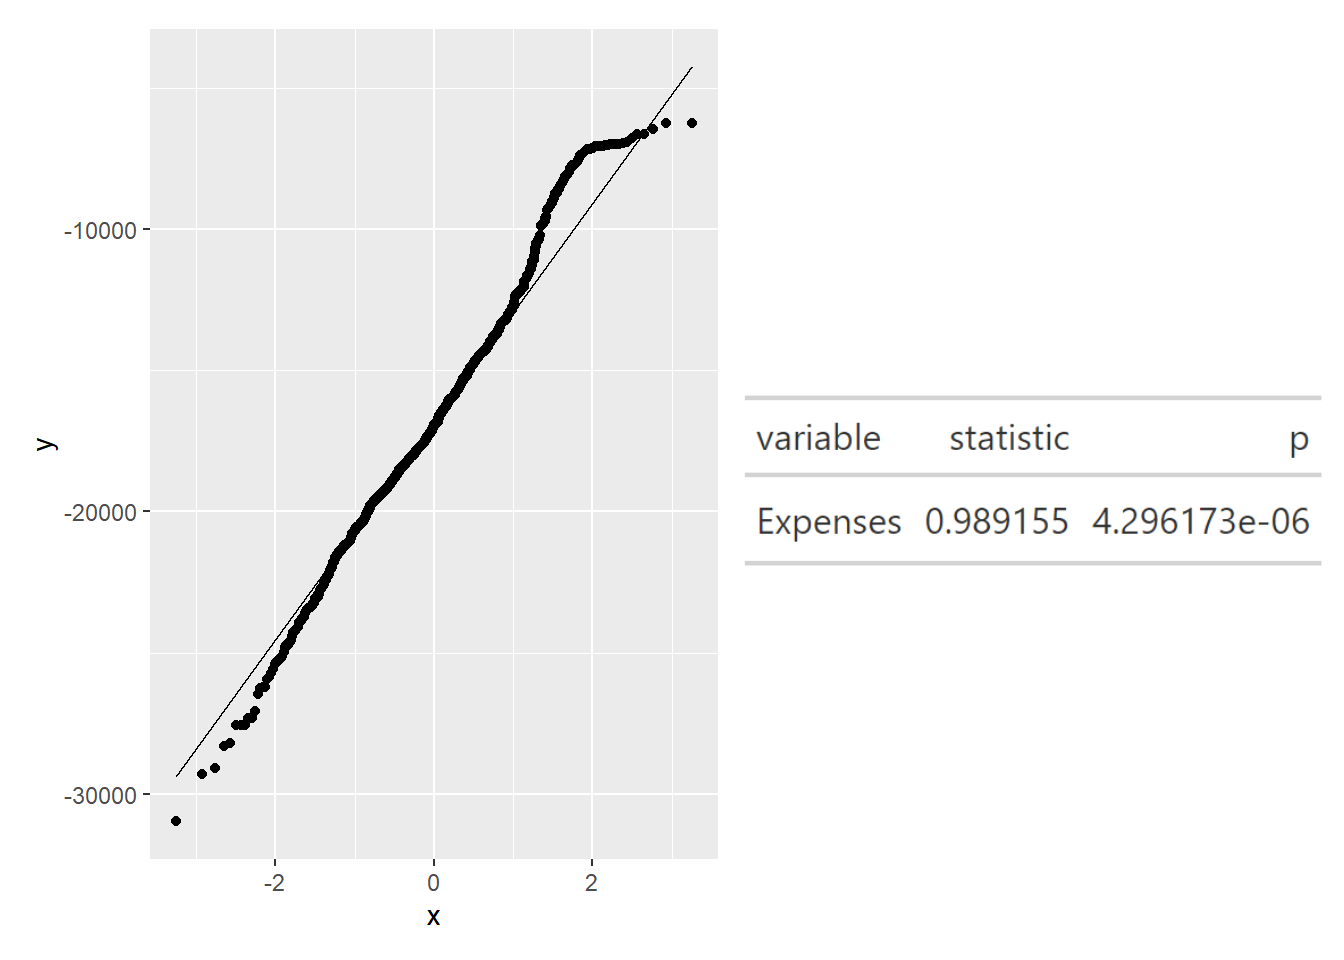 -10000
-20000
-30000
y
-2 0 2
x
variable statistic p
Expenses 0.989155 4.296173e-06